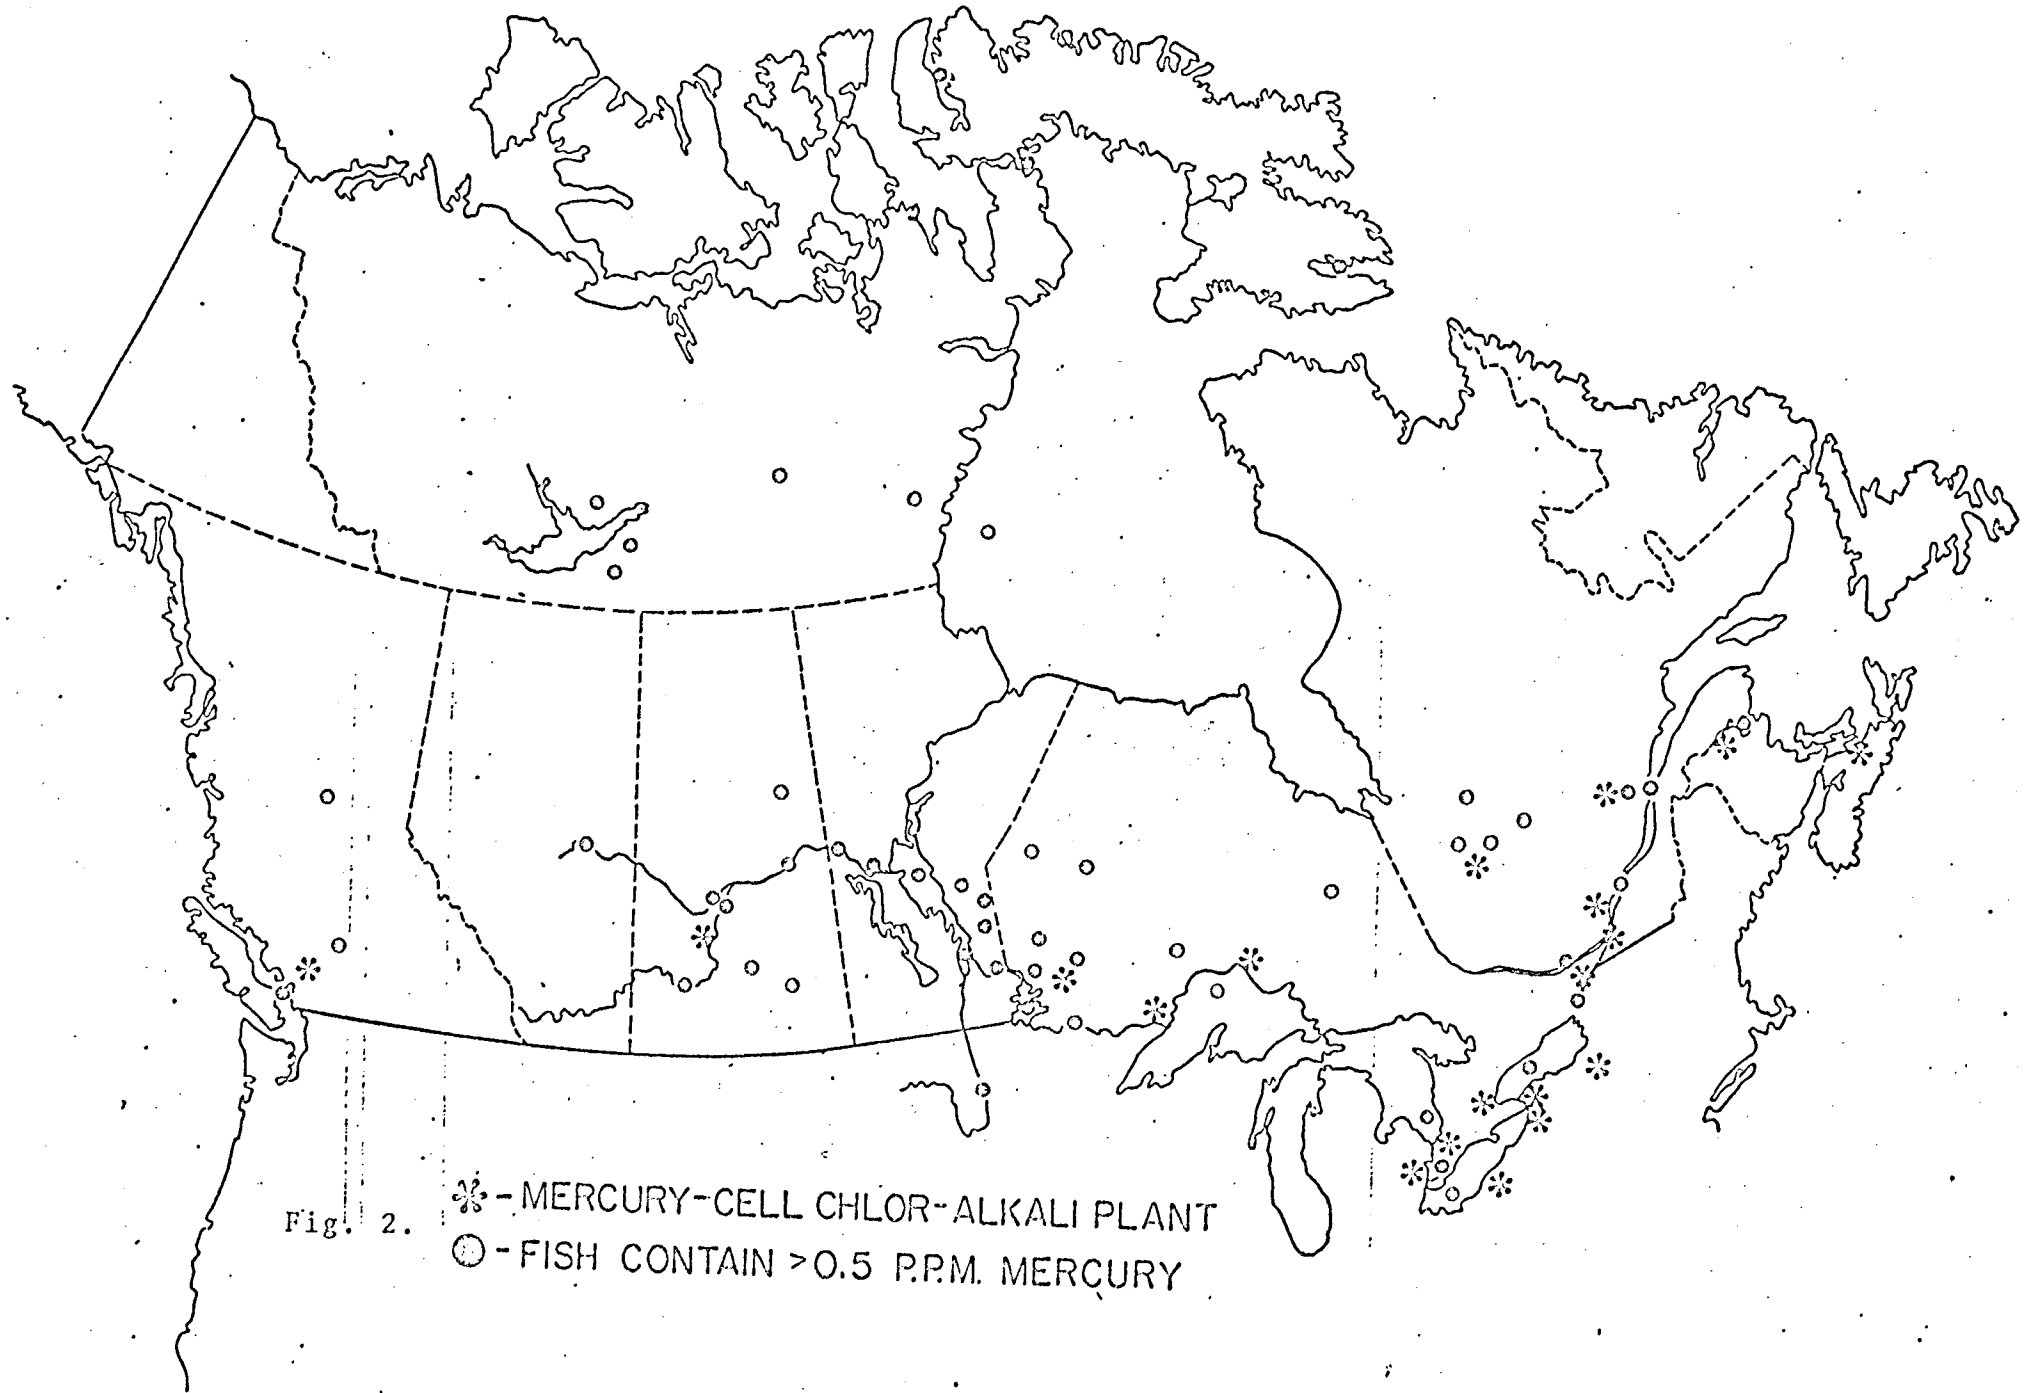 ✲ - MERCURY-CELL CHLOR-ALKALI PLANT
Fig. 2.
○ - FISH CONTAIN >0.5 P.P.M. MERCURY